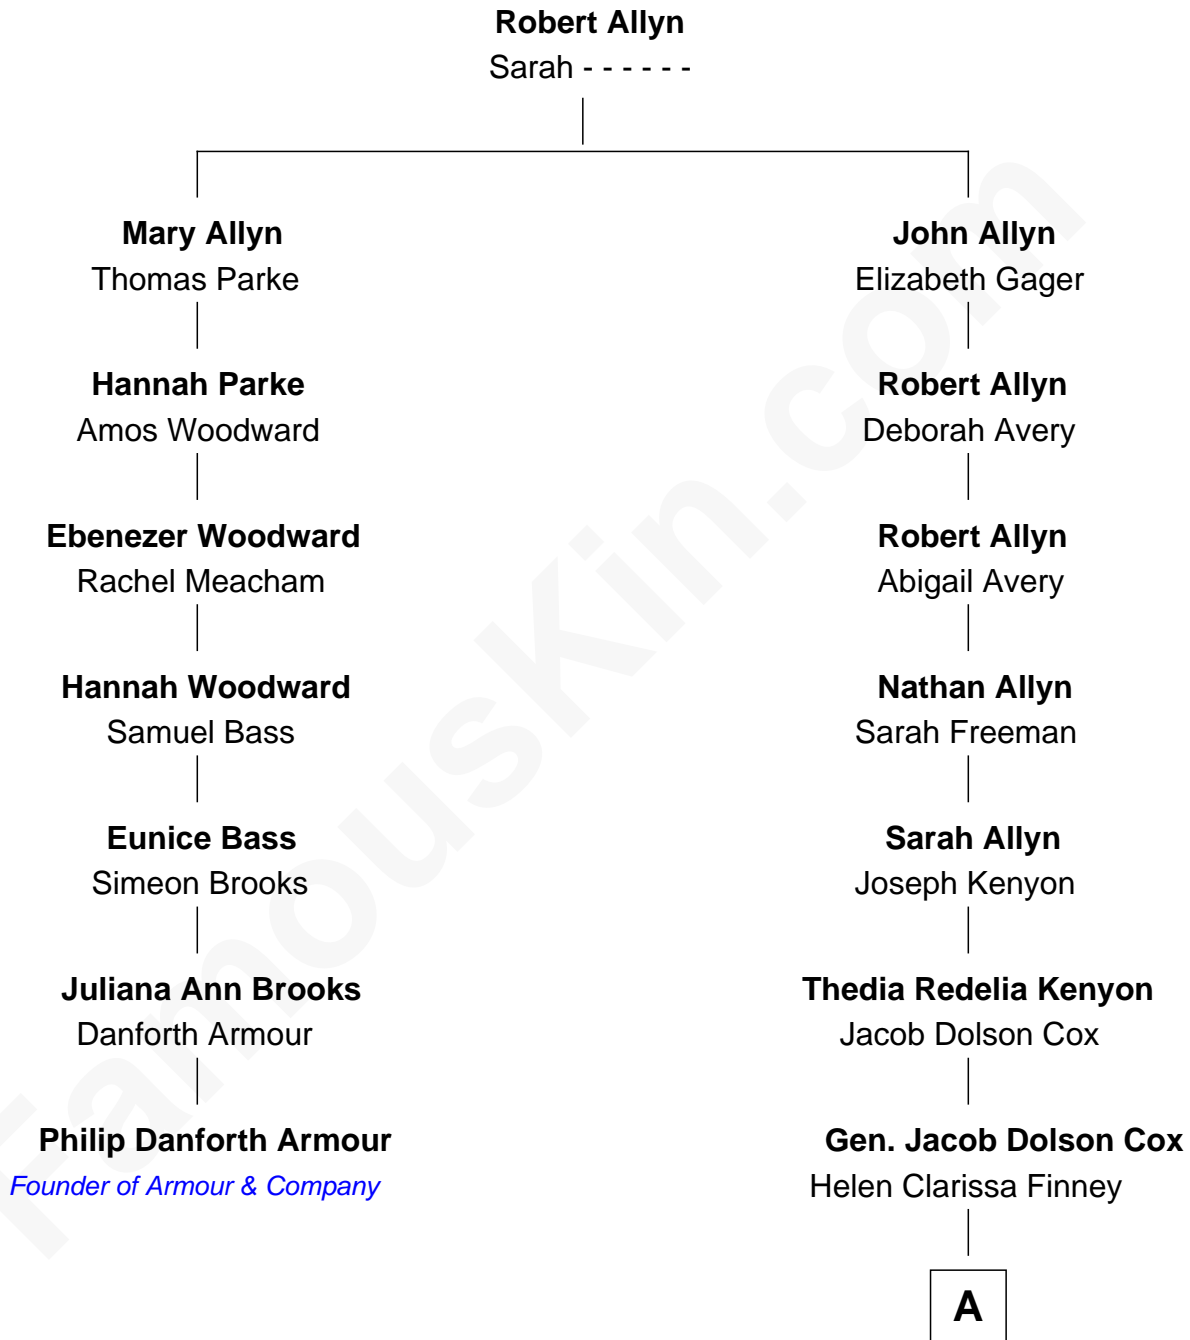 Robert Allyn
Sarah - - - - - -
Mary Allyn
Thomas Parke
John Allyn
Elizabeth Gager
Hannah Parke
Amos Woodward
Robert Allyn
Deborah Avery
Ebenezer Woodward
Rachel Meacham
Robert Allyn
Abigail Avery
Hannah Woodward
Samuel Bass
Nathan Allyn
Sarah Freeman
Eunice Bass
Simeon Brooks
Sarah Allyn
Joseph Kenyon
Juliana Ann Brooks
Danforth Armour
Thedia Redelia Kenyon
Jacob Dolson Cox
Philip Danforth Armour
Founder of Armour & Company
Gen. Jacob Dolson Cox
Helen Clarissa Finney
A
FamousKin.com